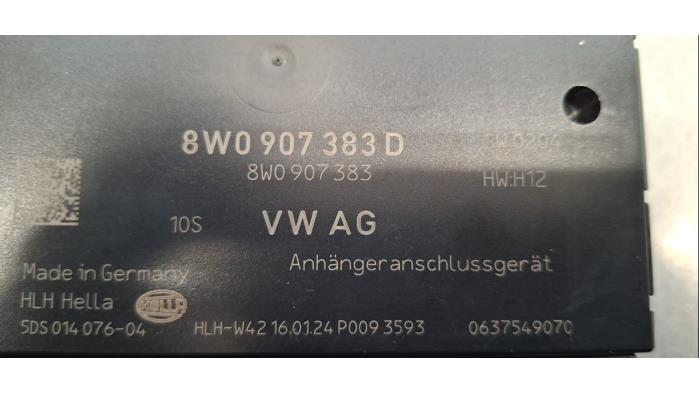 8W0 907 383 D
SW:0204
8W0 907 383
HW:H12
10S VW AG
Anhängeranschlussgerät
Made in Germany
HLH Hella HELLA
5DS 014 076-04
HLH-W42 16.01.24 P009 3593
0637549070